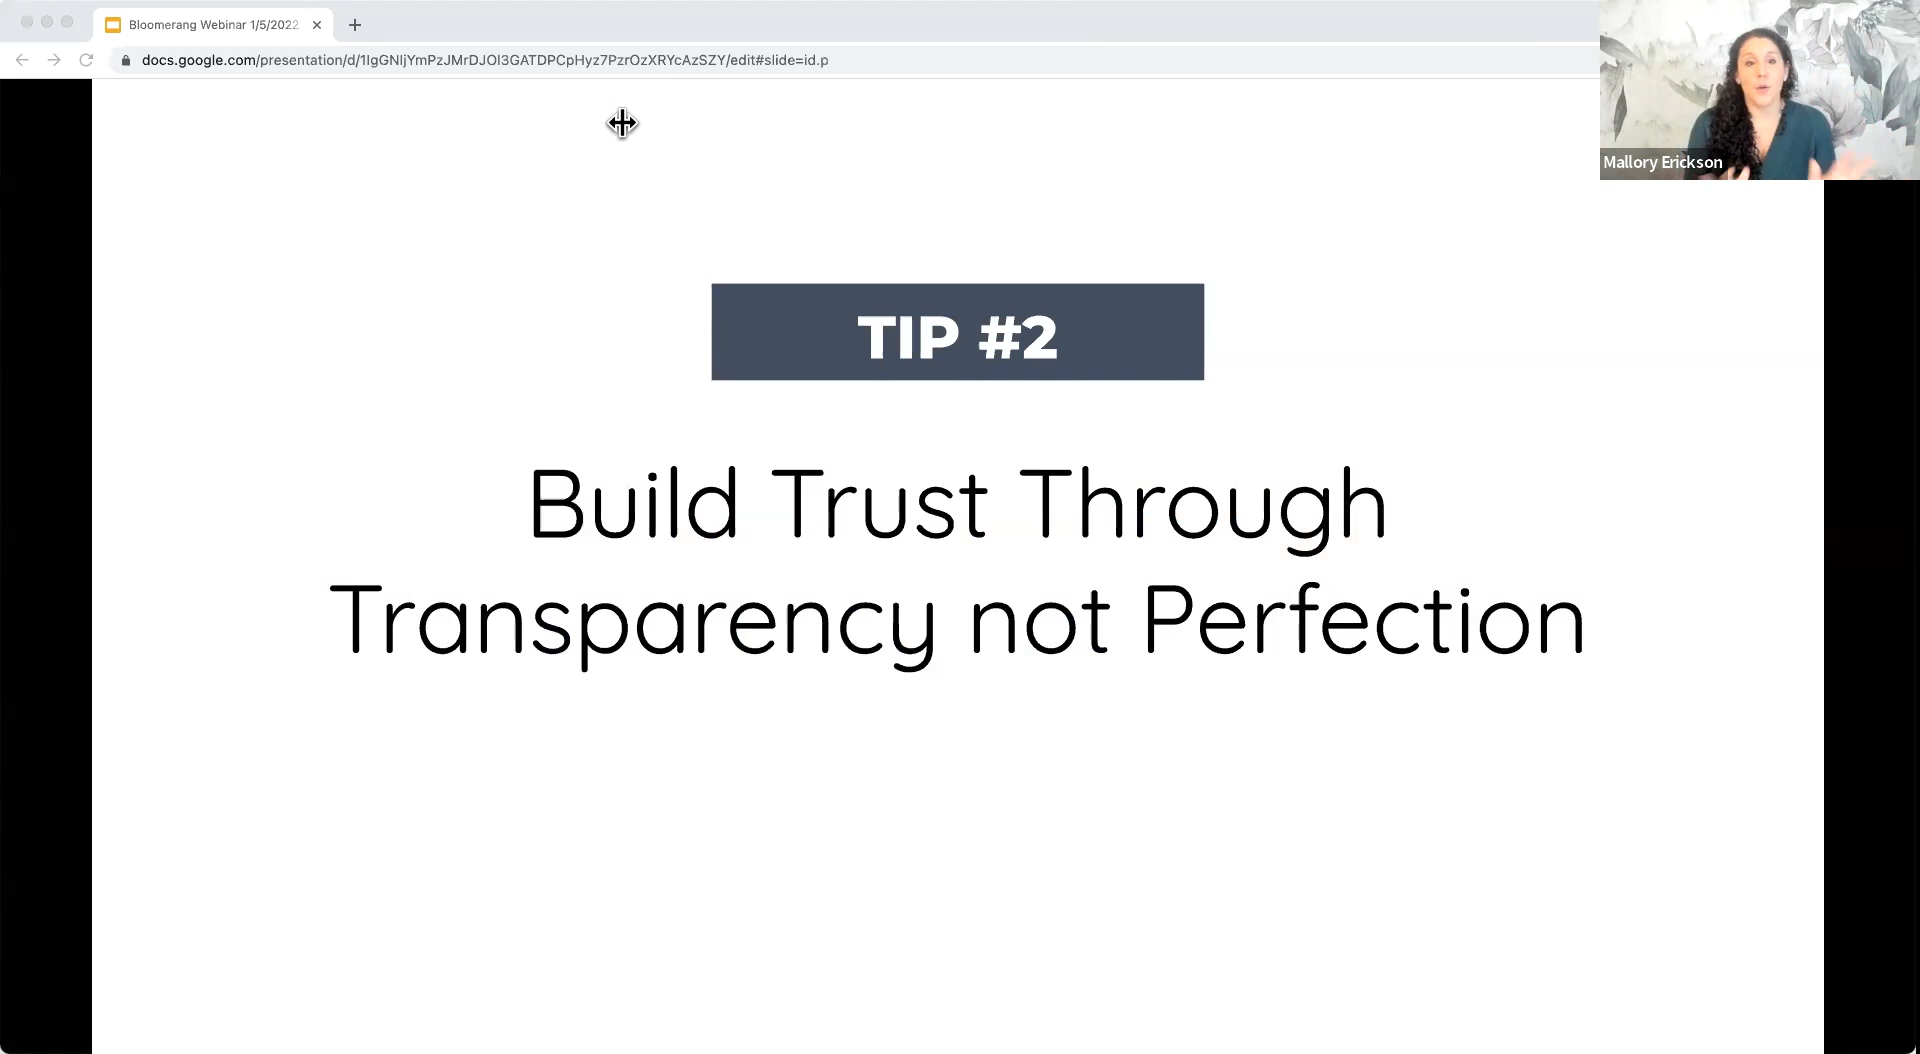 Bloomerang Webinar 1/5/2022
docs.google.com/presentation/d/1IgGNIjYmPzJMrDJOI3GATDPCpHyz7PzrOzXRYcAzSZY/edit#slide=id.p
Mallory Erickson
TIP #2
Build Trust Through
Transparency not Perfection